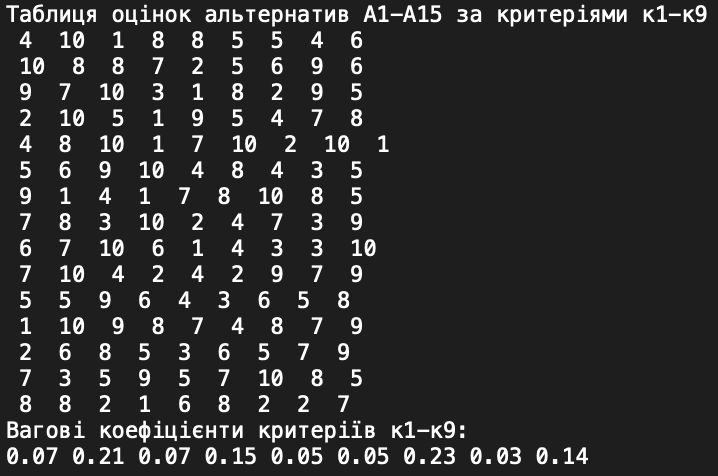 Таблиця оцінок альтернатив А1-А15 за критеріями к1-к9
4 10 1 8 8 5 5 4 6
10 8 8 7 2 5 6 9 6
9 7 10 3 1 8 2 9 5
2 10 5 1 9 5 4 7 8
4 8 10 1 7 10 2 10 1
5 6 9 10 4 8 4 3 5
9 1 4 1 7 8 10 8 5
7 8 3 10 2 4 7 3 9
6 7 10 6 1 4 3 3 10
7 10 4 2 4 2 9 7 9
5 5 9 6 4 3 6 5 8
1 10 9 8 7 4 8 7 9
2 6 8 5 3 6 5 7 9
7 3 5 9 5 7 10 8 5
8 8 2 1 6 8 2 2 7
Вагові коефіцієнти критеріїв к1-к9:
0.07 0.21 0.07 0.15 0.05 0.05 0.23 0.03 0.14